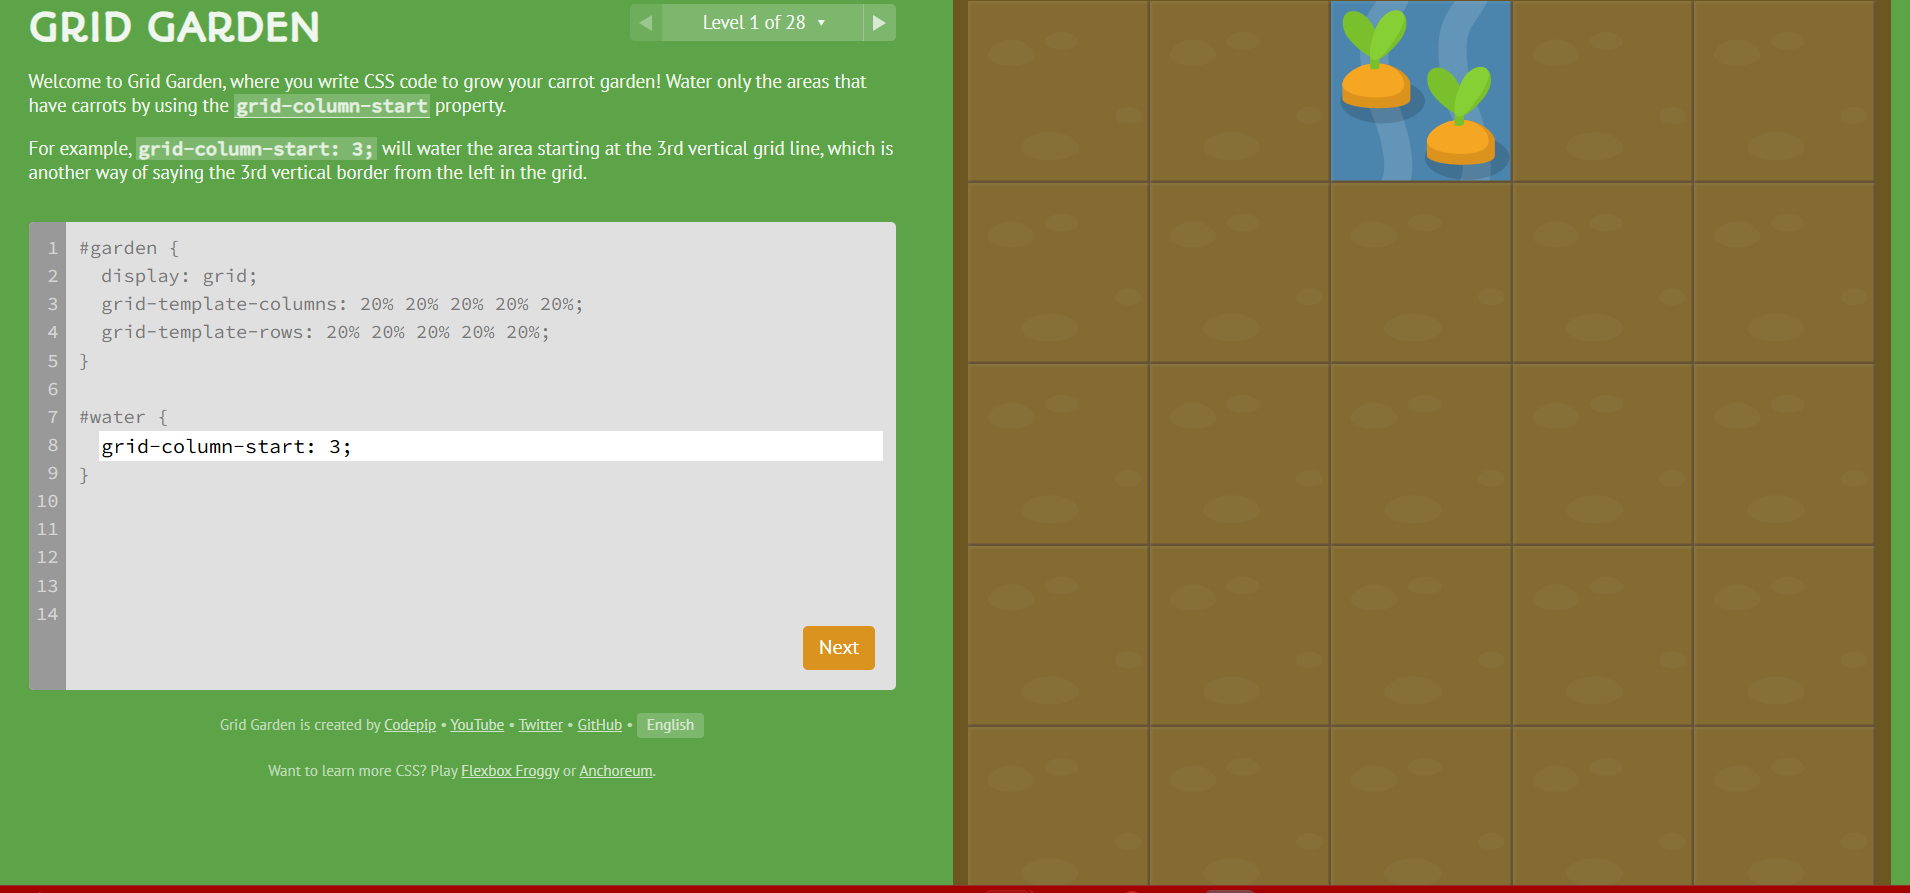 GRID GARDEN
Level 1 of 28
Welcome to Grid Garden, where you write CSS code to grow your carrot garden! Water only the areas that
have carrots by using the grid-column-start property.
For example, grid-column-start: 3; will water the area starting at the 3rd vertical grid line, which is
another way of saying the 3rd vertical border from the left in the grid.
1 #garden {
2 display: grid;
3 grid-template-columns: 20% 20% 20% 20% 20%;
4 grid-template-rows: 20% 20% 20% 20% 20%;
5 }
6
7 #water {
8 grid-column-start: 3;
9 }
10
11
12
13
14
Next
Grid Garden is created by Codepip • YouTube • Twitter • GitHub • English
Want to learn more CSS? Play Flexbox Froggy or Anchoreum.